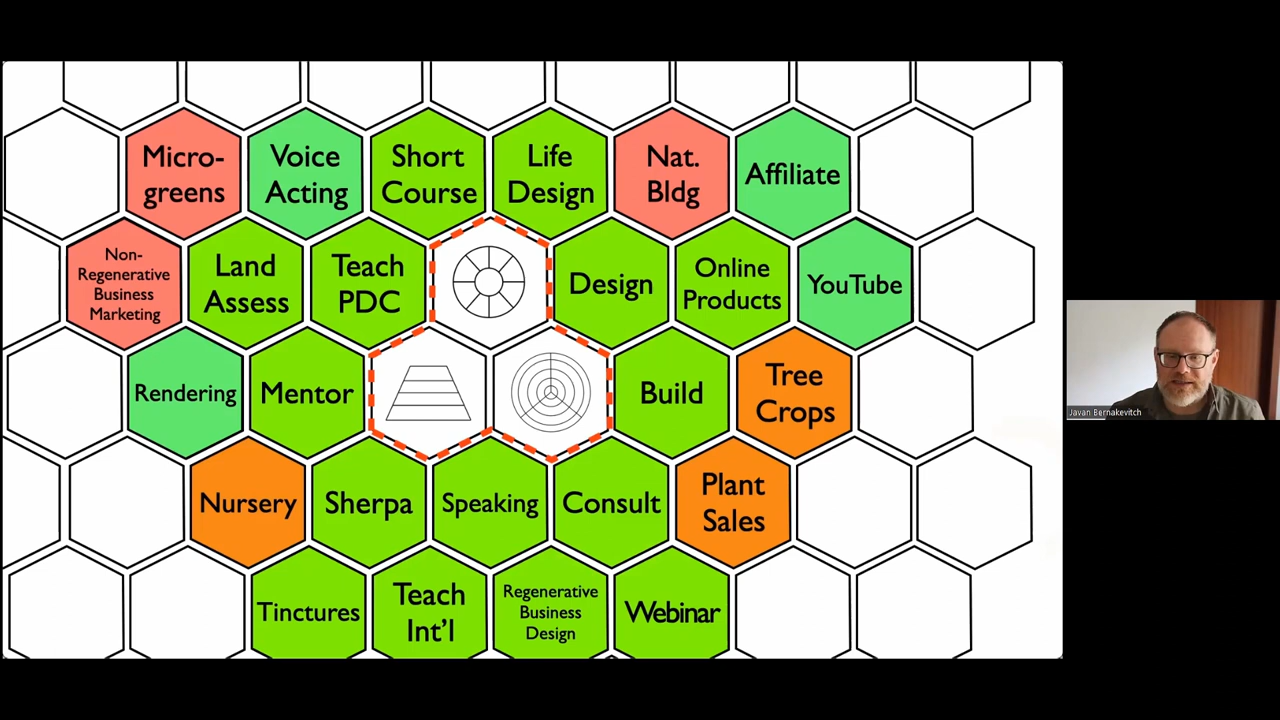 Micro-
greens
Voice
Acting
Short
Course
Life
Design
Nat.
Bldg
Affiliate
Non-
Regenerative
Business
Marketing
Land
Assess
Teach
PDC
Design
Online
Products
YouTube
Rendering
Mentor
Build
Tree
Crops
Javan Bernakevitch
Nursery
Sherpa
Speaking
Consult
Plant
Sales
Tinctures
Teach
Int'l
Regenerative
Business
Design
Webinar